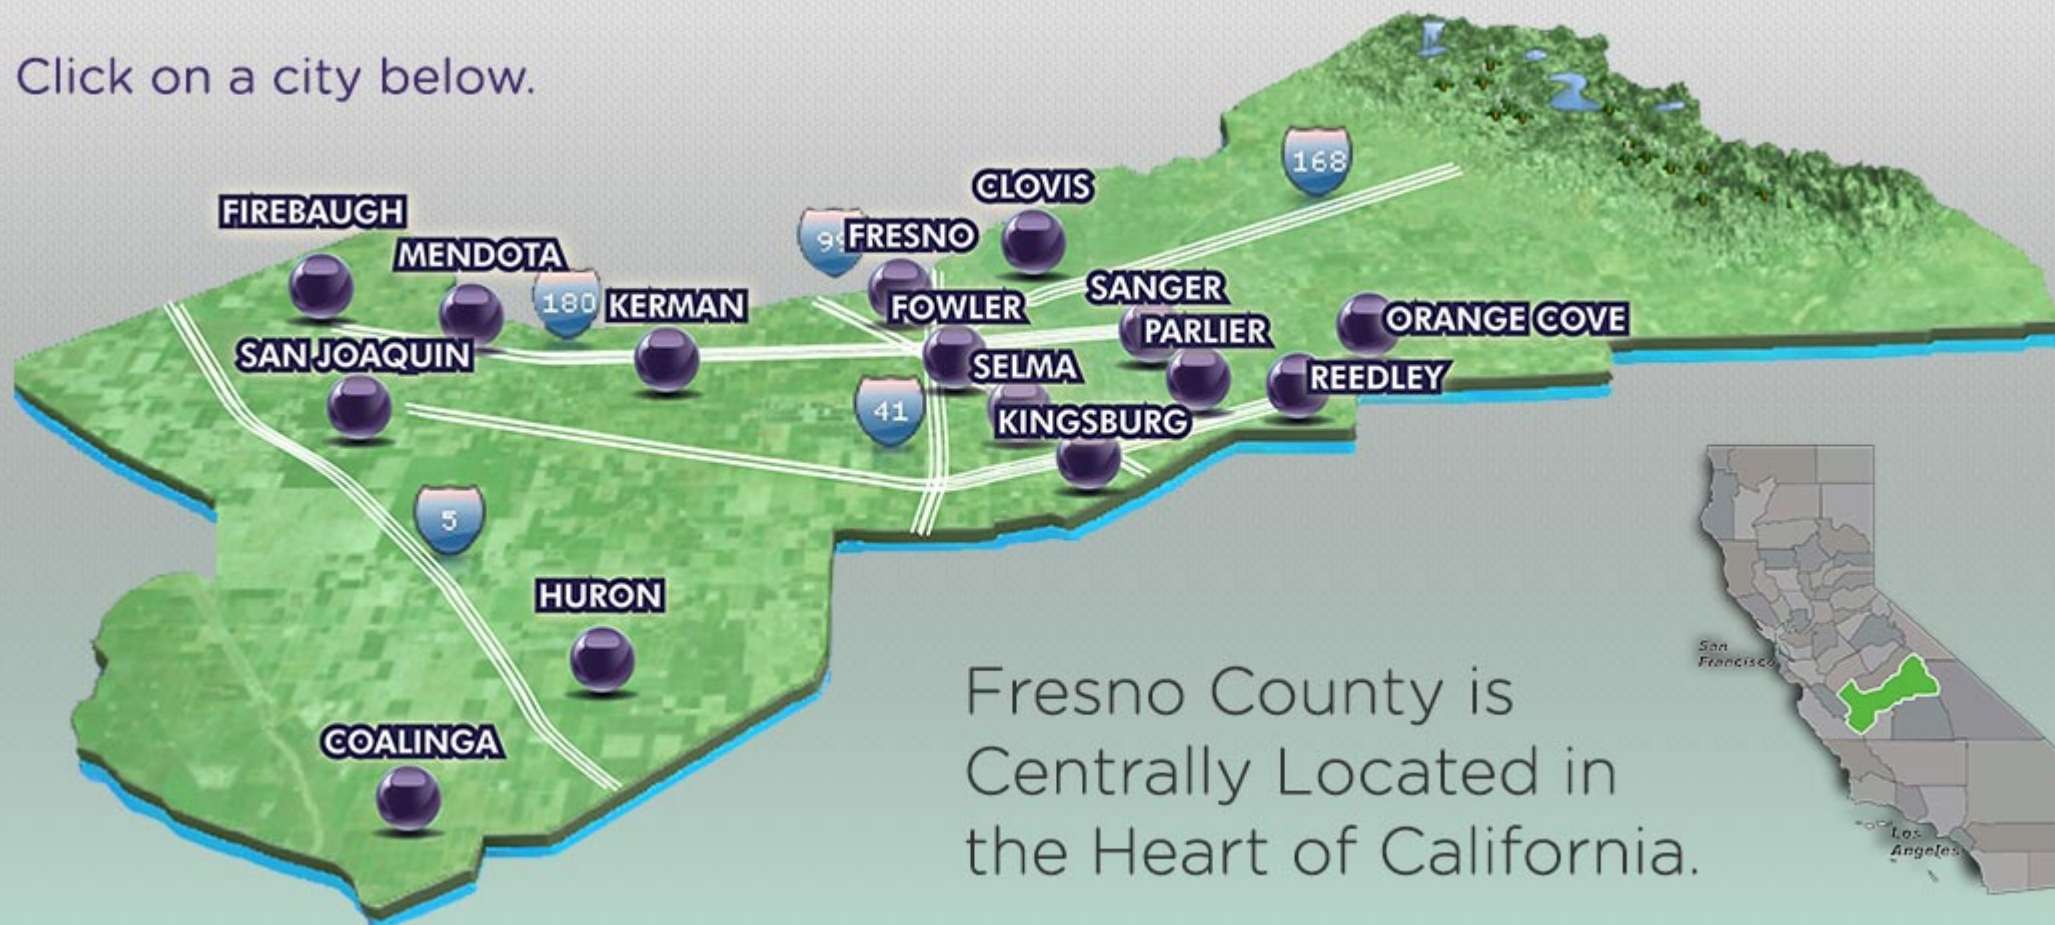 Click on a city below.
168
CLOVIS
FIREBAUGH
99 FRESNO
MENDOTA
180 KERMAN
FOWLER
SANGER
PARLIER
ORANGE COVE
SAN JOAQUIN
SELMA
REEDLEY
41
KINGSBURG
5
HURON
COALINGA
Fresno County is
Centrally Located in
the Heart of California.
San
Francisco
Los
Angeles